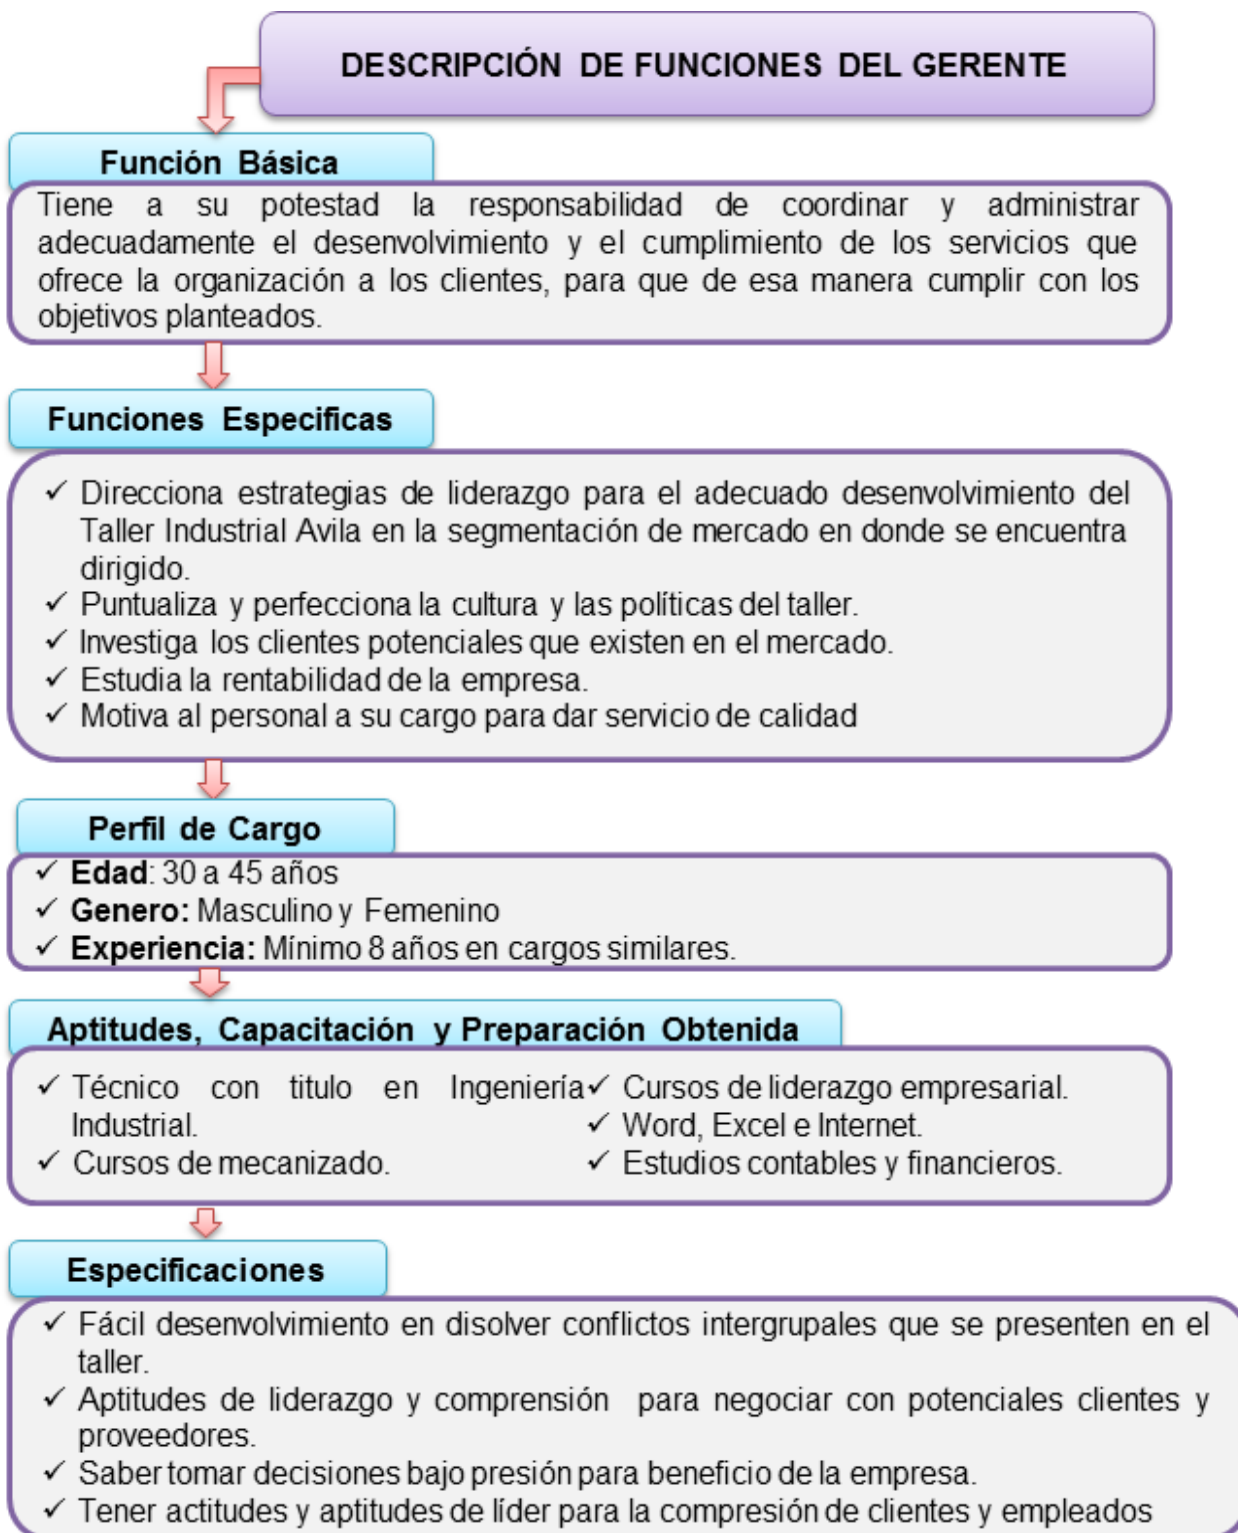 DESCRIPCIÓN DE FUNCIONES DEL GERENTE
Función Básica
Tiene a su potestad la responsabilidad de coordinar y administrar
adecuadamente el desenvolvimiento y el cumplimiento de los servicios que
ofrece la organización a los clientes, para que de esa manera cumplir con los
objetivos planteados.
Funciones Especificas
✓ Direcciona estrategias de liderazgo para el adecuado desenvolvimiento del
Taller Industrial Avila en la segmentación de mercado en donde se encuentra
dirigido.
✓ Puntualiza y perfecciona la cultura y las políticas del taller.
✓ Investiga los clientes potenciales que existen en el mercado.
✓ Estudia la rentabilidad de la empresa.
✓ Motiva al personal a su cargo para dar servicio de calidad
Perfil de Cargo
✓ Edad: 30 a 45 años
✓ Genero: Masculino y Femenino
✓ Experiencia: Mínimo 8 años en cargos similares.
Aptitudes, Capacitación y Preparación Obtenida
✓ Técnico con titulo en Ingeniería
Industrial.
✓ Cursos de mecanizado.
✓ Cursos de liderazgo empresarial.
✓ Word, Excel e Internet.
✓ Estudios contables y financieros.
Especificaciones
✓ Fácil desenvolvimiento en disolver conflictos intergrupales que se presenten en el
taller.
✓ Aptitudes de liderazgo y comprensión para negociar con potenciales clientes y
proveedores.
✓ Saber tomar decisiones bajo presión para beneficio de la empresa.
✓ Tener actitudes y aptitudes de líder para la compresión de clientes y empleados